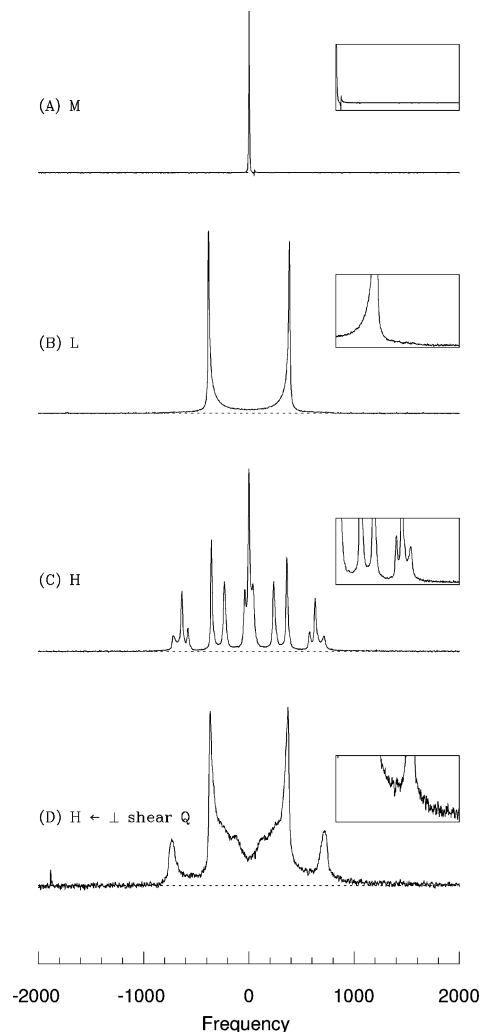 (A) M
(B) L
(C) H
(D) H ← ⊥ shear Q
-2000 -1000 0 1000 2000
Frequency